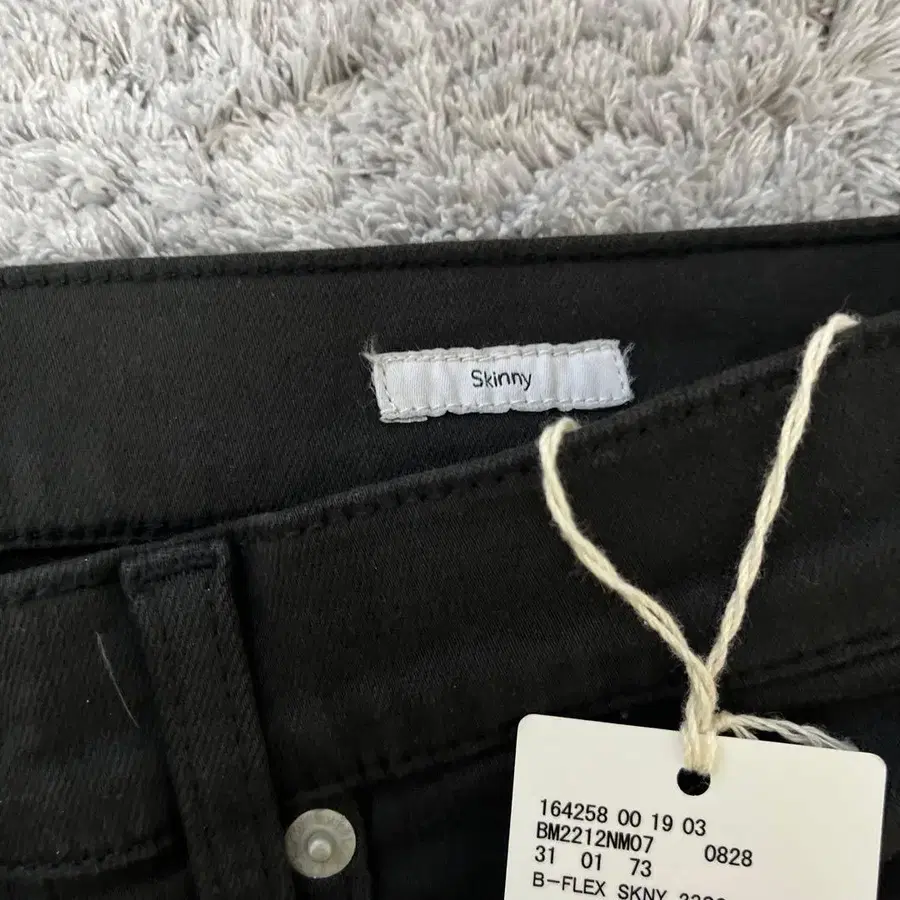 Skinny
164258 00 19 03
BM2212NM07 0828
31 01 73
B-FLEX SKNY